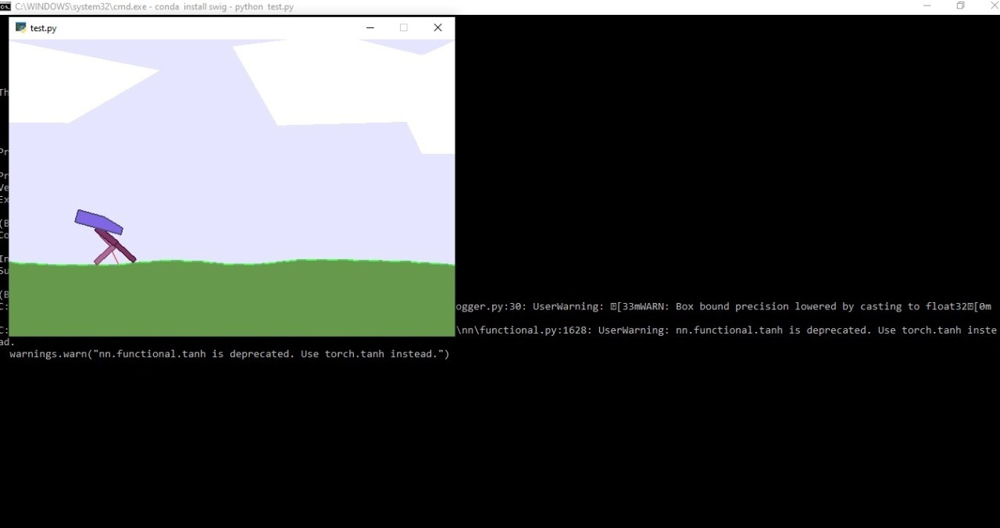 C:\WINDOWS\system32\cmd.exe - conda install swig - python test.py
test.py
Th
Pr
Pr
Ve
Ex
(B
Co
In
Su
(B
C:
ogger.py:30: UserWarning: [33mWARN: Box bound precision lowered by casting to float32[0m
C:
\nn\functional.py:1628: UserWarning: nn.functional.tanh is deprecated. Use torch.tanh inste
ad.
warnings.warn("nn.functional.tanh is deprecated. Use torch.tanh instead.")